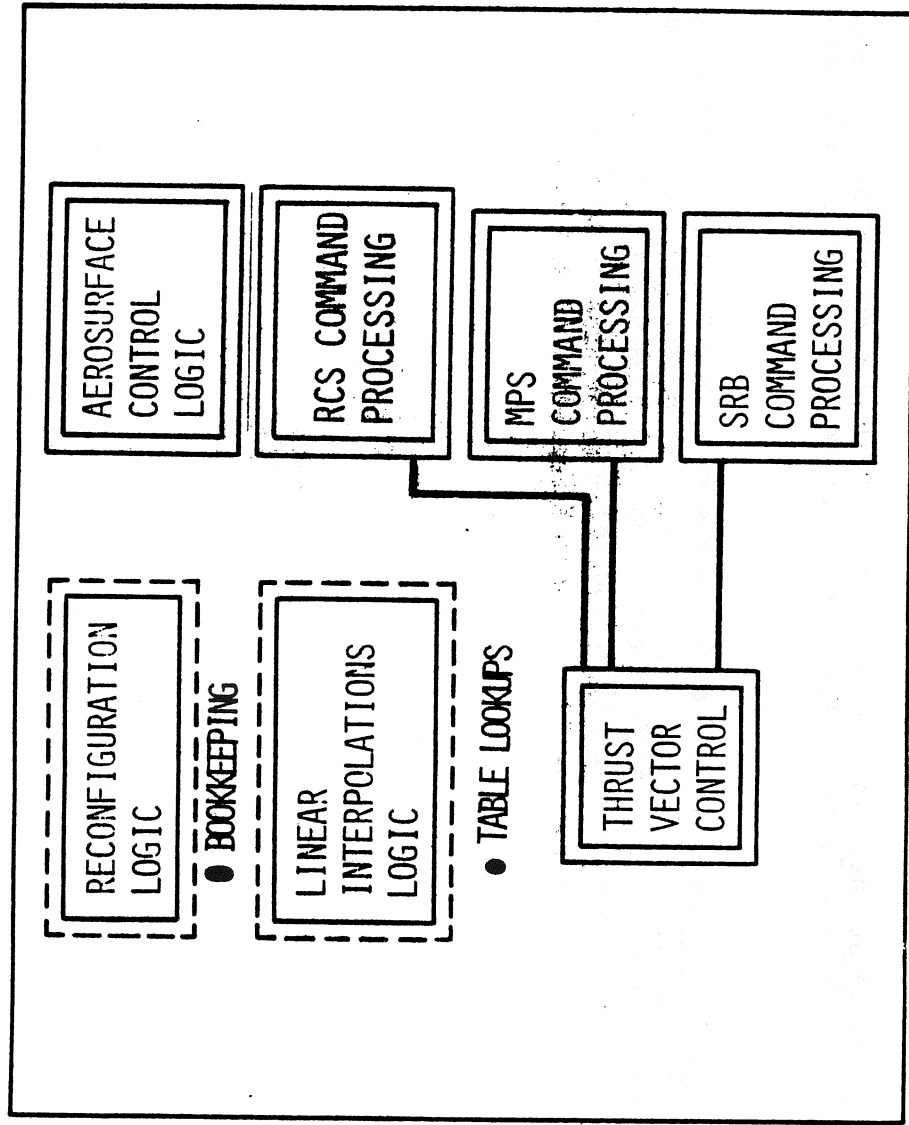 RECONFIGURATION
LOGIC
● BOOKKEEPING
LINEAR
INTERPOLATIONS
LOGIC
● TABLE LOOKUPS
THRUST
VECTOR
CONTROL
AEROSURFACE
CONTROL
LOGIC
RCS COMMAND
PROCESSING
MPS
COMMAND
PROCESSING
SRB
COMMAND
PROCESSING